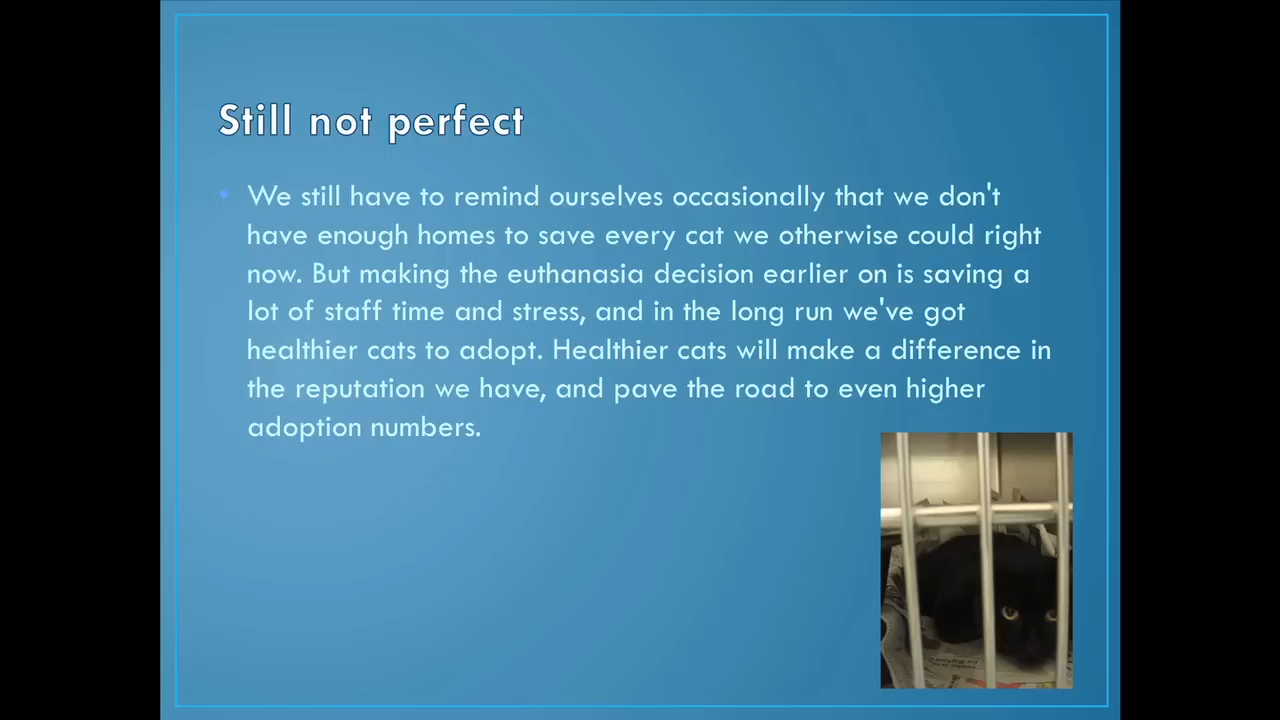 Still not perfect
• We still have to remind ourselves occasionally that we don't
have enough homes to save every cat we otherwise could right
now. But making the euthanasia decision earlier on is saving a
lot of staff time and stress, and in the long run we've got
healthier cats to adopt. Healthier cats will make a difference in
the reputation we have, and pave the road to even higher
adoption numbers.